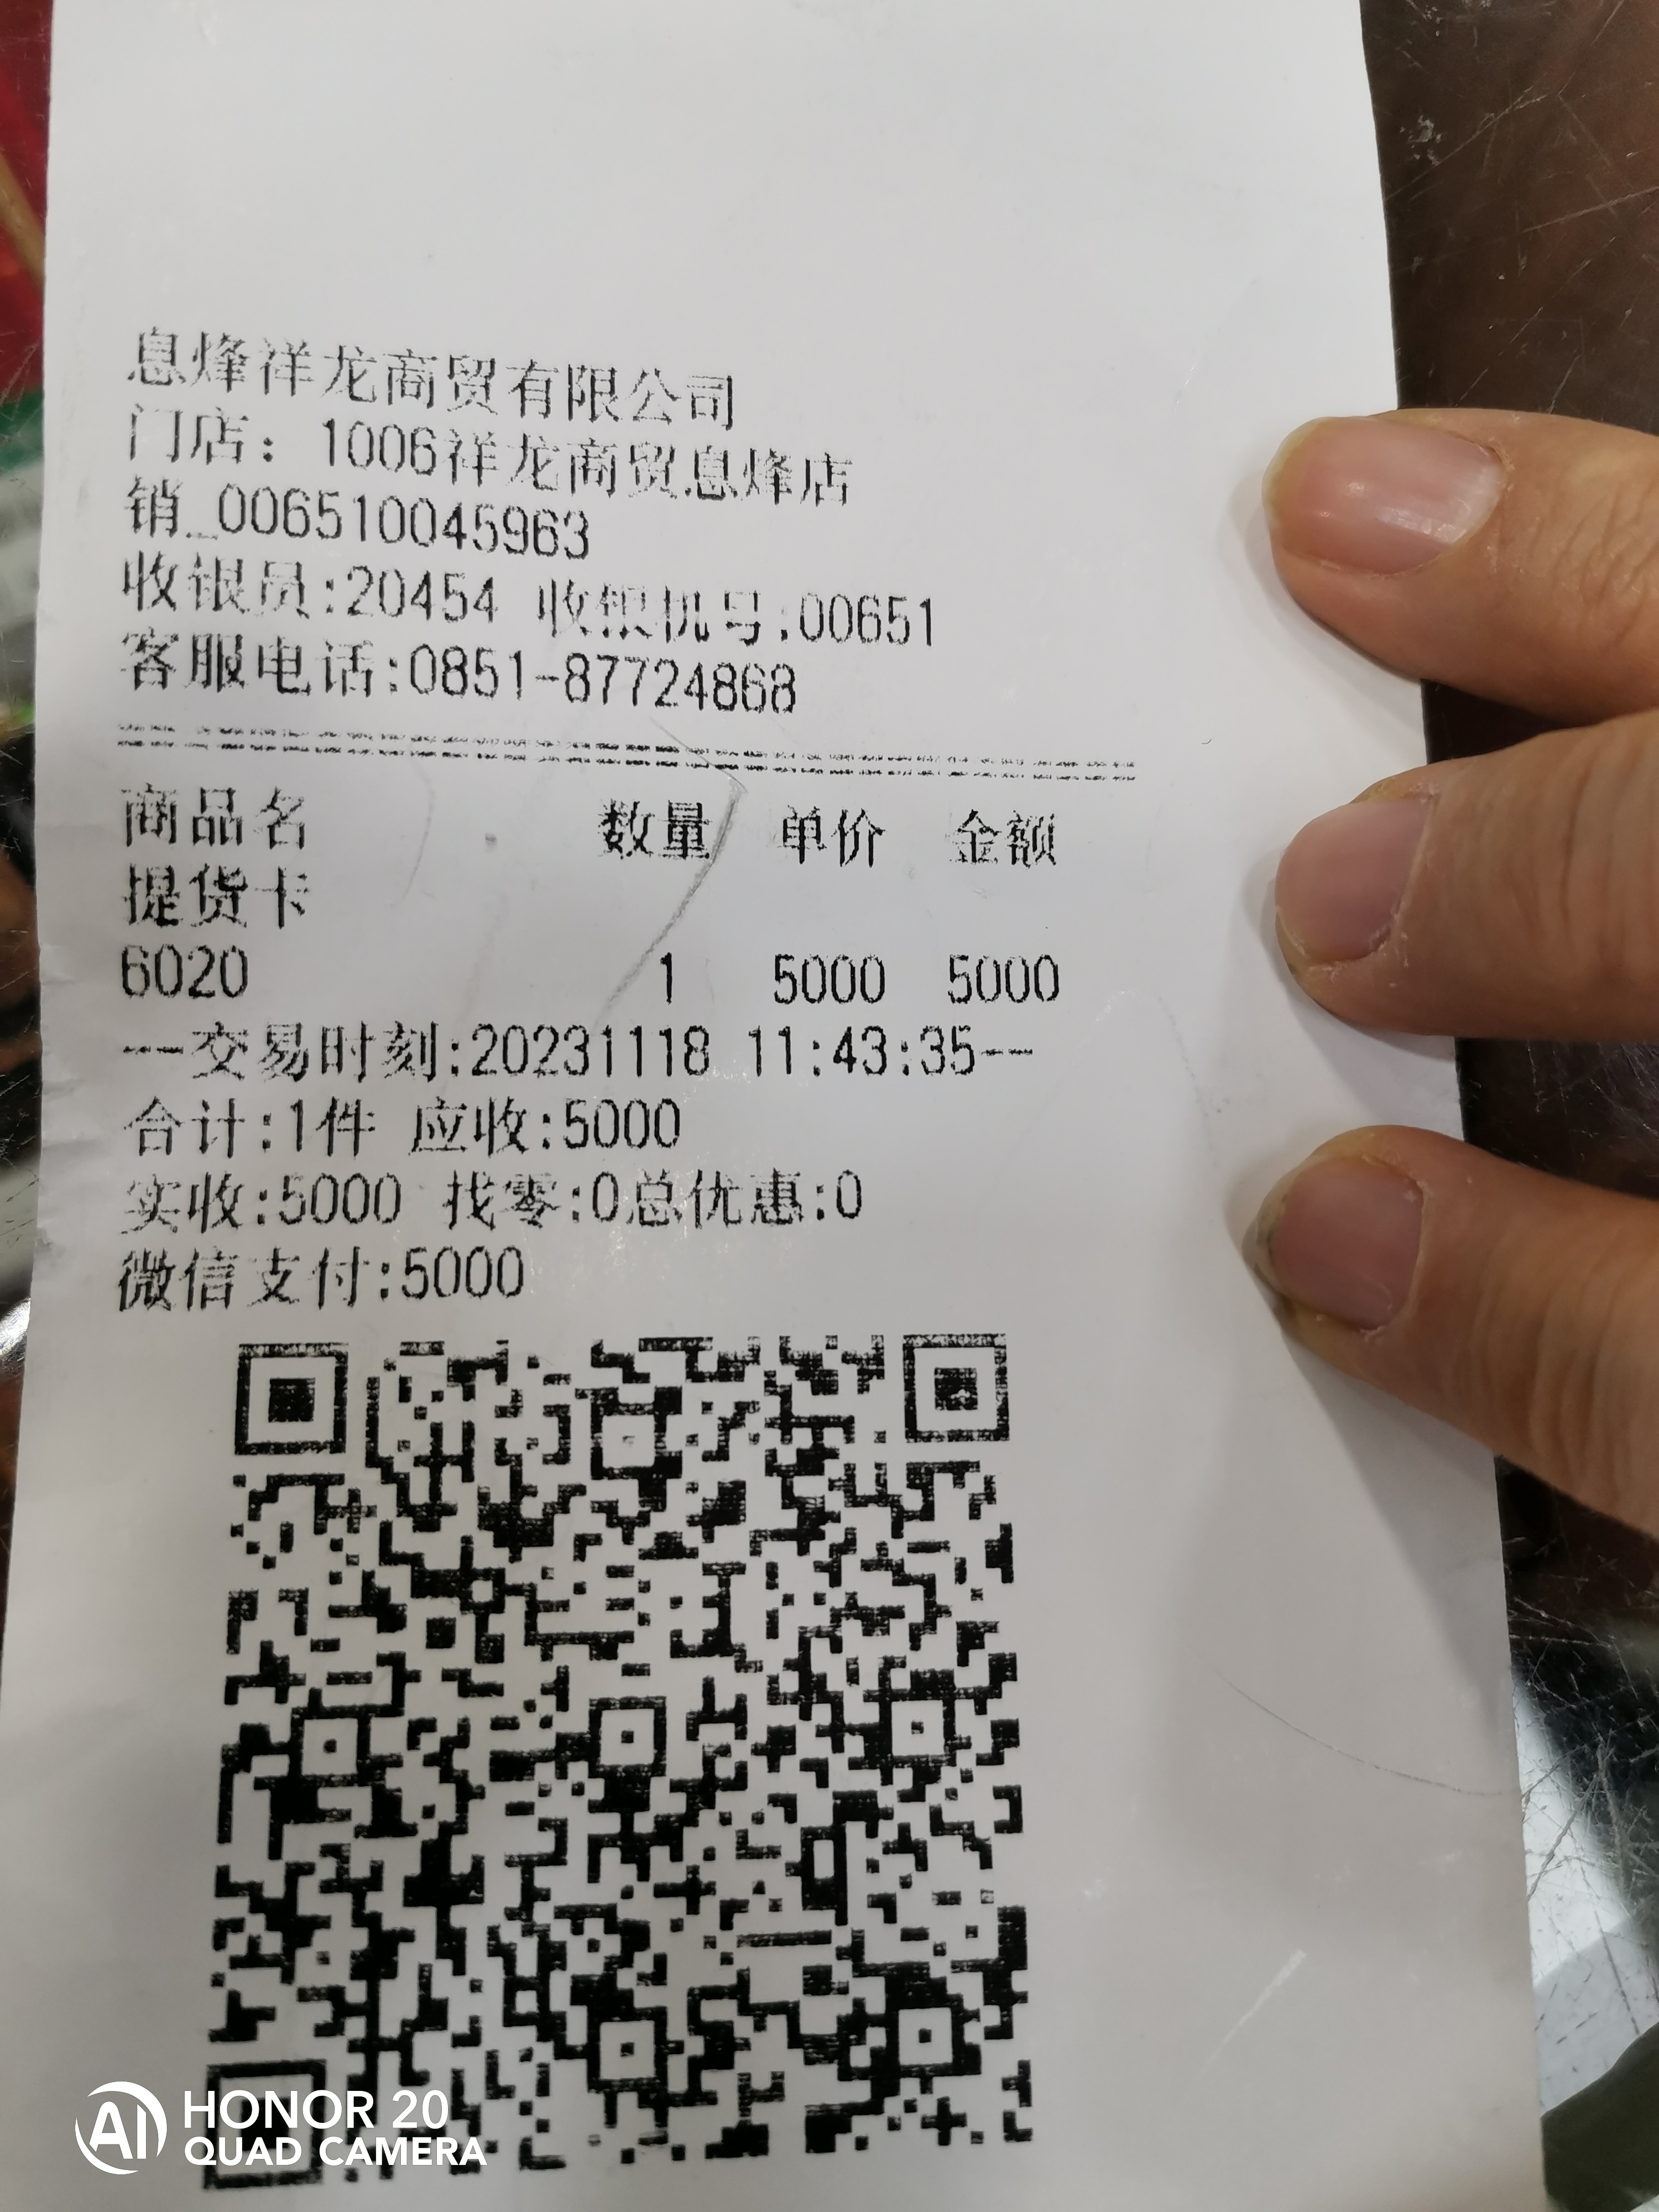 息烽祥龙商贸有限公司
门店：1006祥龙商贸息烽店
销_006510045963
收银员:20454 收银机号:00651
客服电话:0851-87724868
商品名 数量 单价 金额
提货卡
6020 1 5000 5000
--交易时刻:20231118 11:43:35--
合计:1件 应收:5000
实收:5000 找零:0总优惠:0
微信支付:5000
AI HONOR 20
QUAD CAMERA